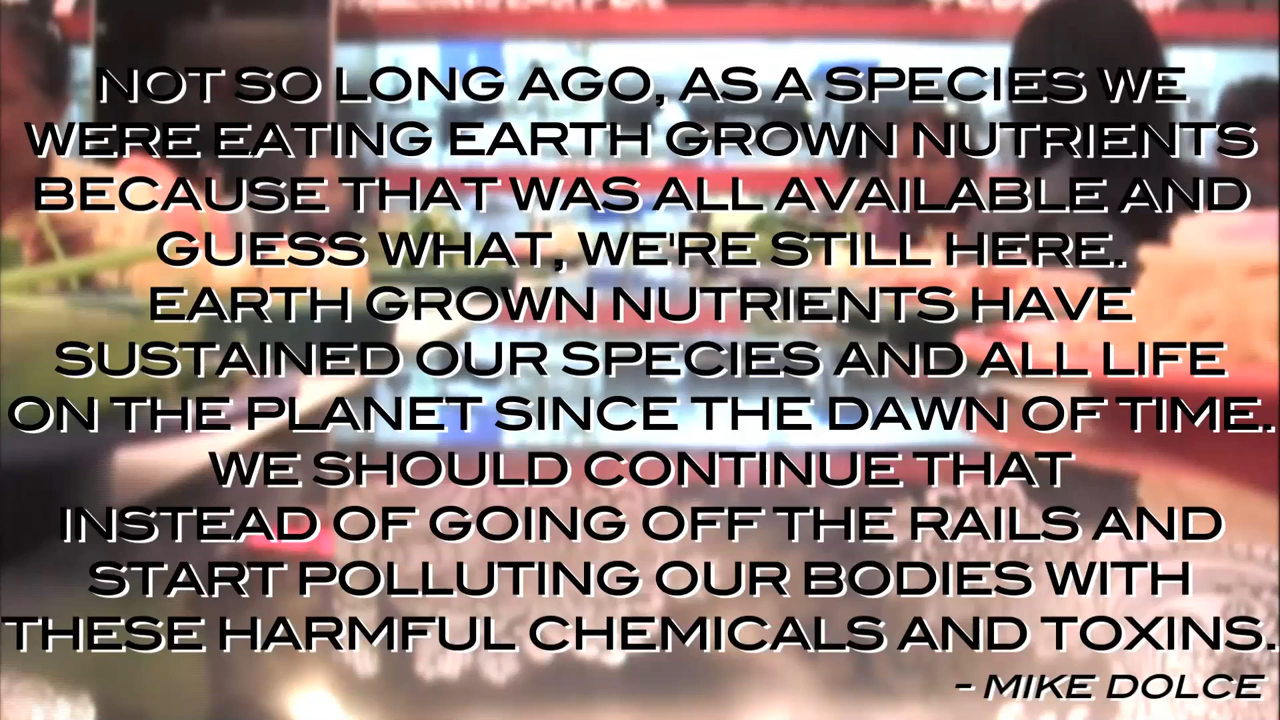 NOT SO LONG AGO, AS A SPECIES WE
WERE EATING EARTH GROWN NUTRIENTS
BECAUSE THAT WAS ALL AVAILABLE AND
GUESS WHAT, WE'RE STILL HERE.
EARTH GROWN NUTRIENTS HAVE
SUSTAINED OUR SPECIES AND ALL LIFE
ON THE PLANET SINCE THE DAWN OF TIME.
WE SHOULD CONTINUE THAT
INSTEAD OF GOING OFF THE RAILS AND
START POLLUTING OUR BODIES WITH
THESE HARMFUL CHEMICALS AND TOXINS.
- MIKE DOLCE